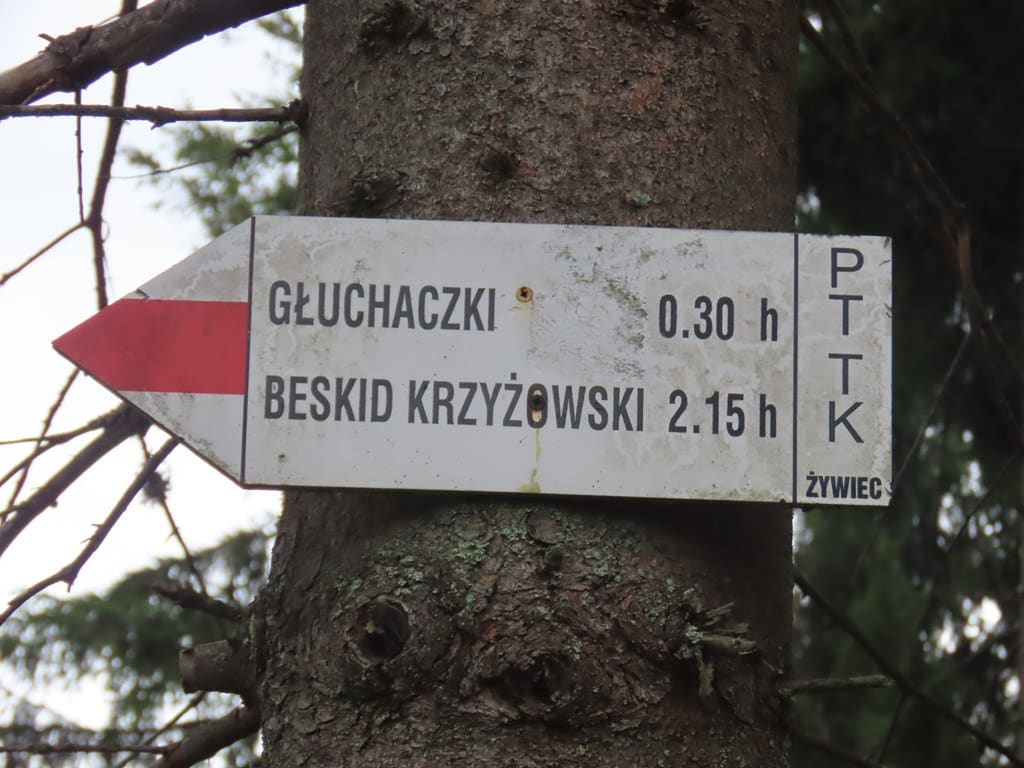 GŁUCHACZKI 0.30 h
BESKID KRZYŻOWSKI 2.15 h
PTTK
ŻYWIEC